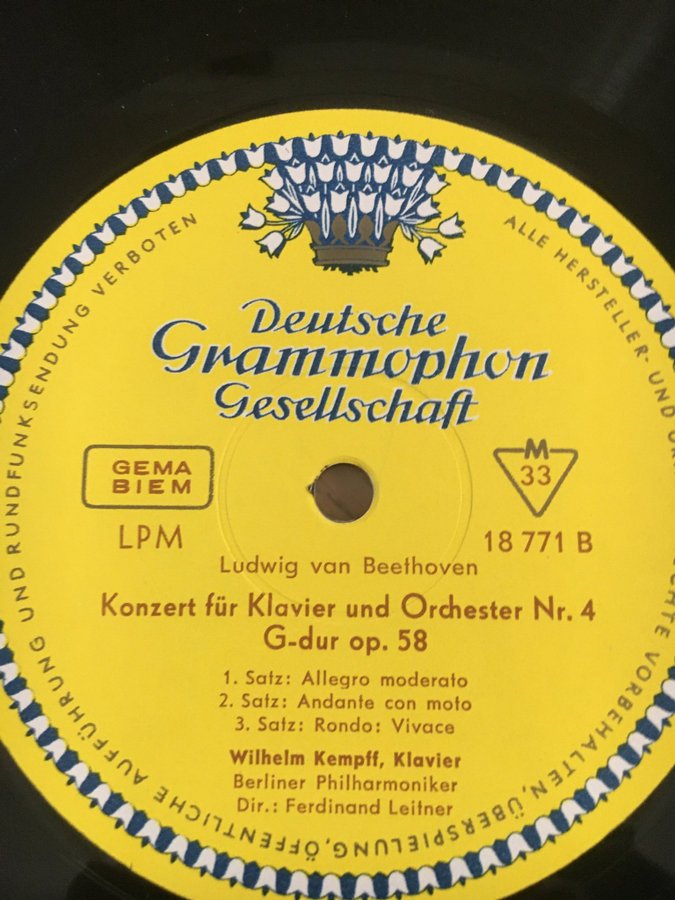 Deutsche
Grammophon
Gesellschaft
GEMA
BIEM
M
33
LPM
18 771 B
Ludwig van Beethoven
Konzert für Klavier und Orchester Nr. 4
G-dur op. 58
1. Satz: Allegro moderato
2. Satz: Andante con moto
3. Satz: Rondo: Vivace
Wilhelm Kempff, Klavier
Berliner Philharmoniker
Dir.: Ferdinand Leitner
ALLE HERSTELLER- UND VORBEHALTEN, ÜBERSPIELUNG, ÖFFENTLICHE AUFFÜHRUNG UND RUNDFUNKSENDUNG VERBOTEN